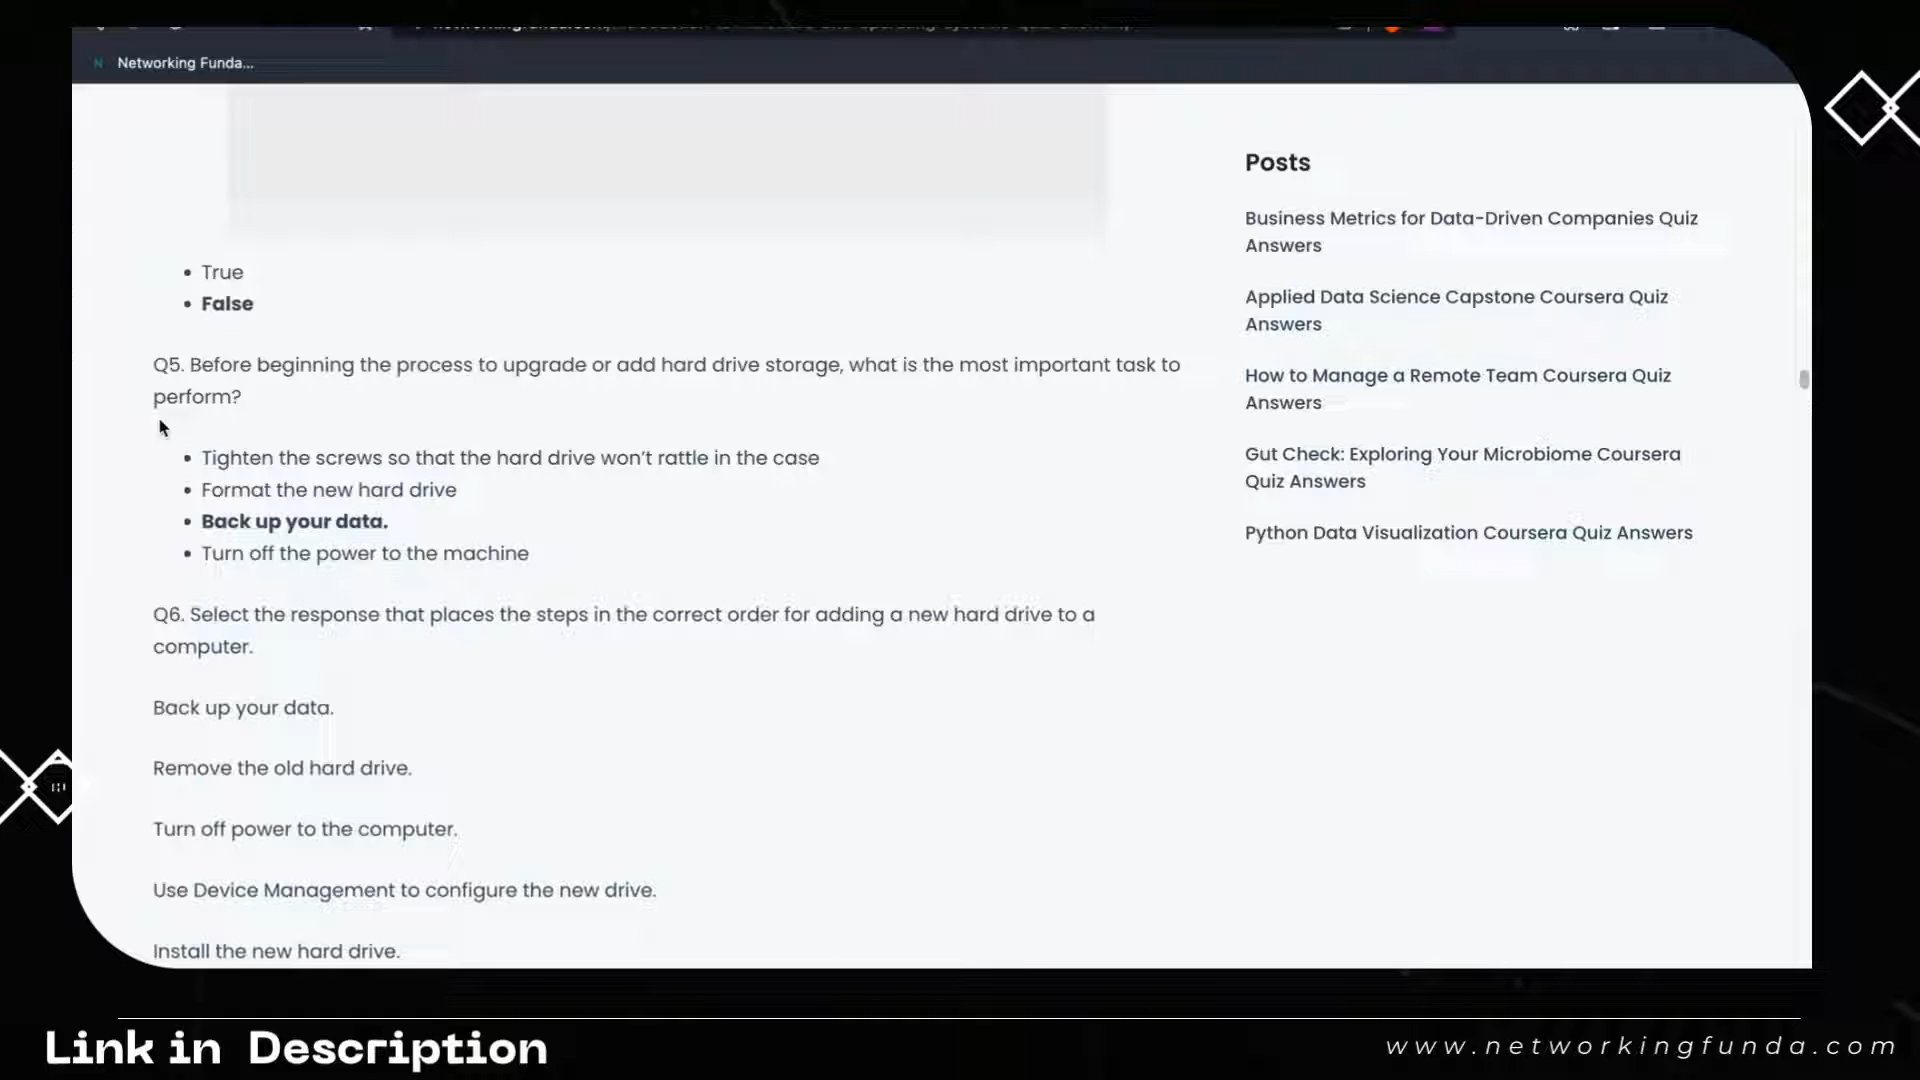 Networking Funda...
True
False
Q5. Before beginning the process to upgrade or add hard drive storage, what is the most important task to
perform?
Tighten the screws so that the hard drive won't rattle in the case
Format the new hard drive
Back up your data.
Turn off the power to the machine
Q6. Select the response that places the steps in the correct order for adding a new hard drive to a
computer.
Back up your data.
Remove the old hard drive.
Turn off power to the computer.
Use Device Management to configure the new drive.
Install the new hard drive.
Posts
Business Metrics for Data-Driven Companies Quiz
Answers
Applied Data Science Capstone Coursera Quiz
Answers
How to Manage a Remote Team Coursera Quiz
Answers
Gut Check: Exploring Your Microbiome Coursera
Quiz Answers
Python Data Visualization Coursera Quiz Answers
Link in Description
www.networkingfunda.com